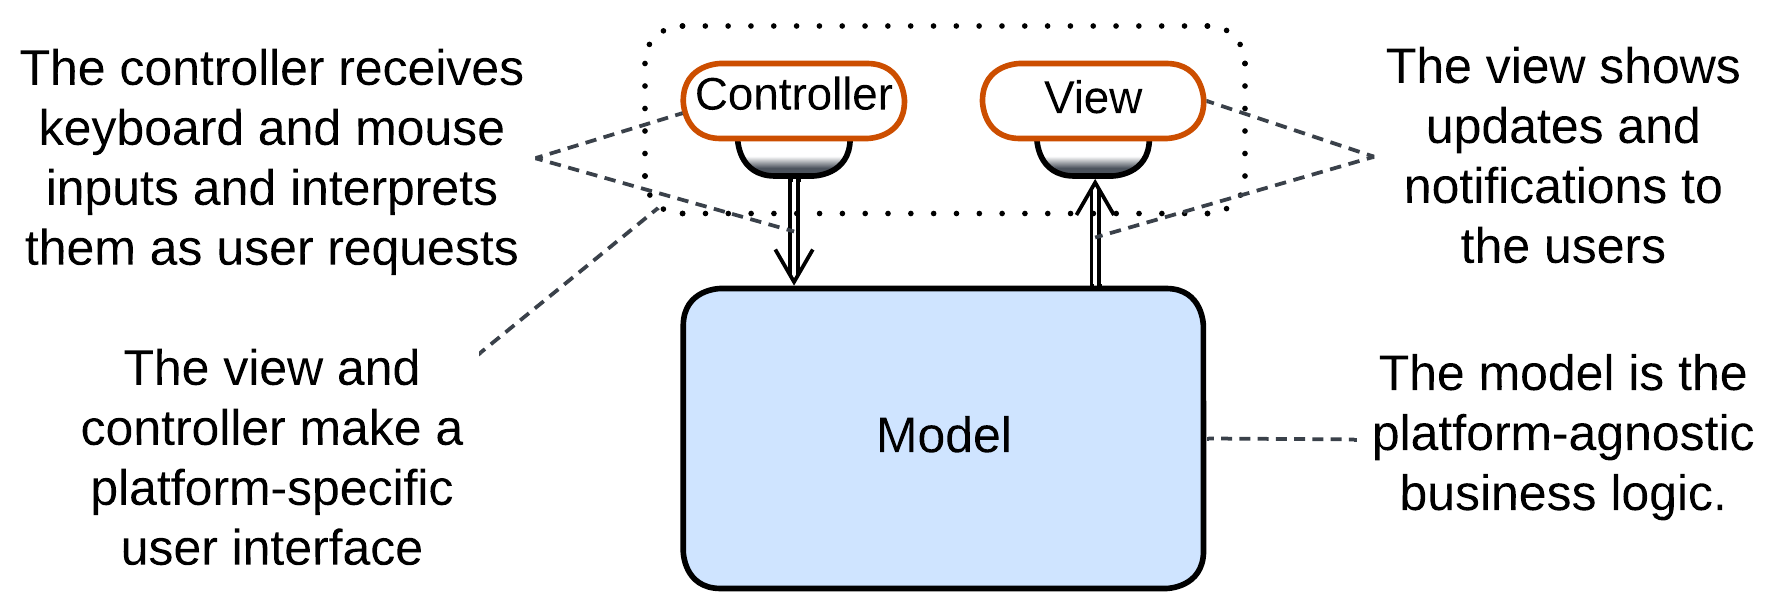 The controller receives
keyboard and mouse
inputs and interprets
them as user requests
Controller
View
The view shows
updates and
notifications to
the users
The view and
controller make a
platform-specific
user interface
Model
The model is the
platform-agnostic
business logic.